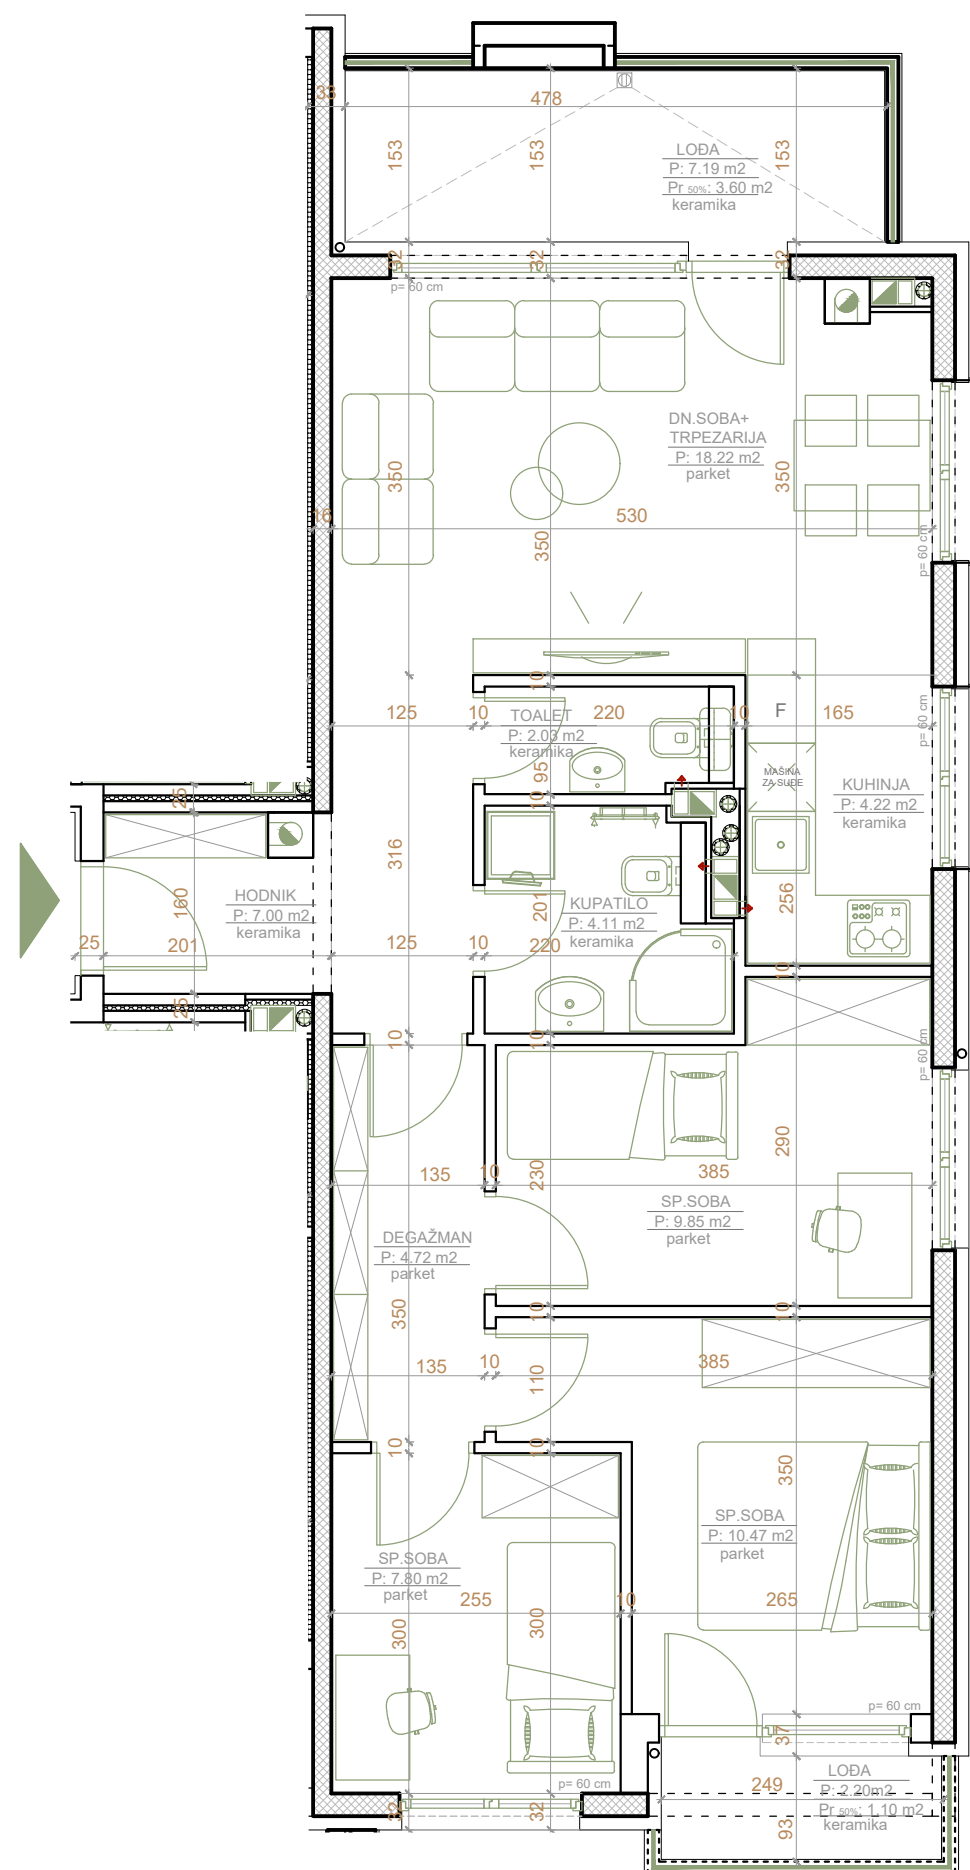 33
478
153
153
153
LOĐA
P: 7.19 m2
Pr 50%: 3.60 m2
keramika
32
32
32
p= 60 cm
DN.SOBA+
TRPEZARIJA
P: 18.22 m2
parket
350
350
350
16
530
p= 60 cm
10
125
10
TOALET
P: 2.03 m2
keramika
220
10
F
165
p= 60 cm
95
MAŠINA
ZA SUĐE
KUHINJA
P: 4.22 m2
keramika
25
10
316
HODNIK
P: 7.00 m2
keramika
160
201
25
25
125
10
KUPATILO
P: 4.11 m2
keramika
201
220
256
10
10
10
p= 60 cm
290
135
10
230
385
SP.SOBA
P: 9.85 m2
parket
DEGAŽMAN
P: 4.72 m2
parket
350
10
10
135
10
110
385
10
10
350
SP.SOBA
P: 10.47 m2
parket
SP.SOBA
P: 7.80 m2
parket
255
10
265
300
300
p= 60 cm
37
LOĐA
P: 2.20m2
Pr 50%: 1.10 m2
keramika
249
p= 60 cm
32
32
93